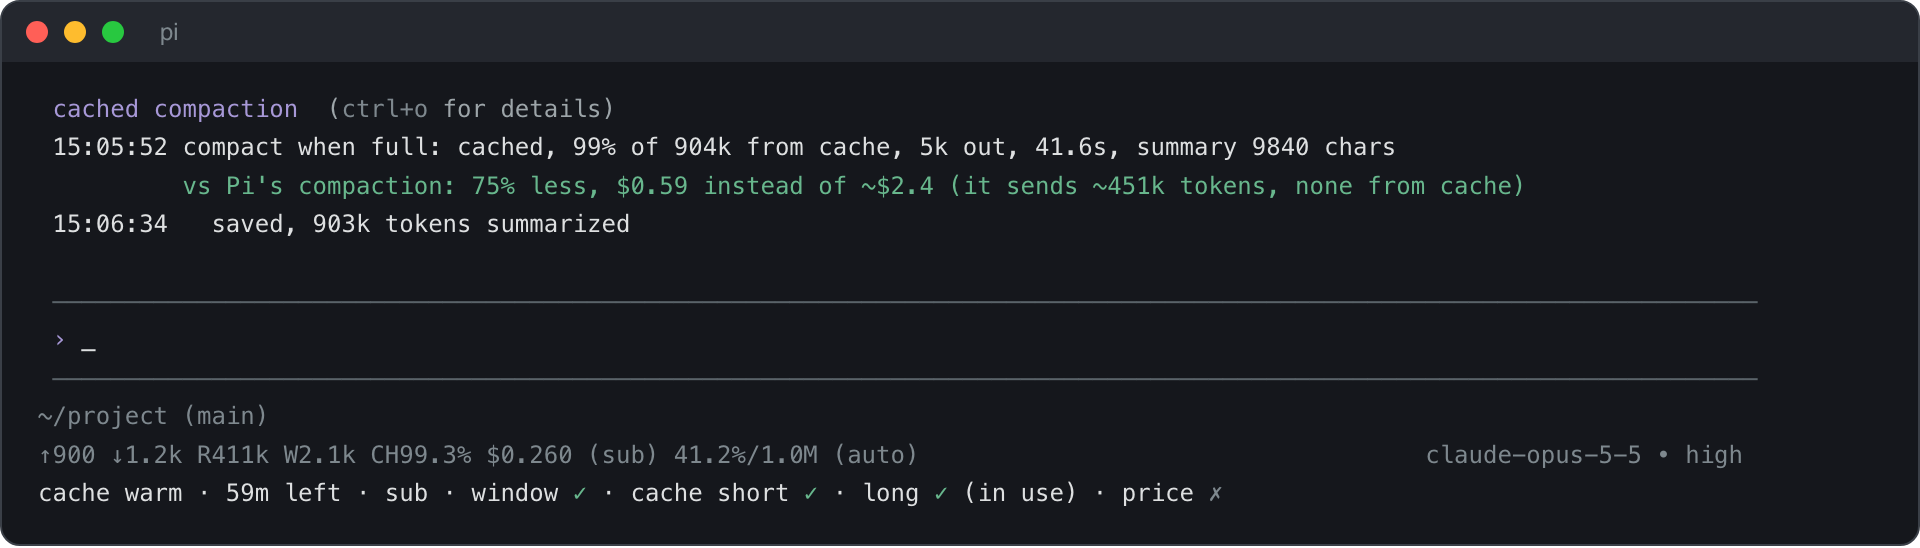 pi
cached compaction (ctrl+o for details)
15:05:52 compact when full: cached, 99% of 904k from cache, 5k out, 41.6s, summary 9840 chars
vs Pi's compaction: 75% less, $0.59 instead of ~$2.4 (it sends ~451k tokens, none from cache)
15:06:34 saved, 903k tokens summarized
› _
~/project (main)
↑900 ↓1.2k R411k W2.1k CH99.3% $0.260 (sub) 41.2%/1.0M (auto) claude-opus-5-5 • high
cache warm · 59m left · sub · window ✓ · cache short ✓ · long ✓ (in use) · price ✗